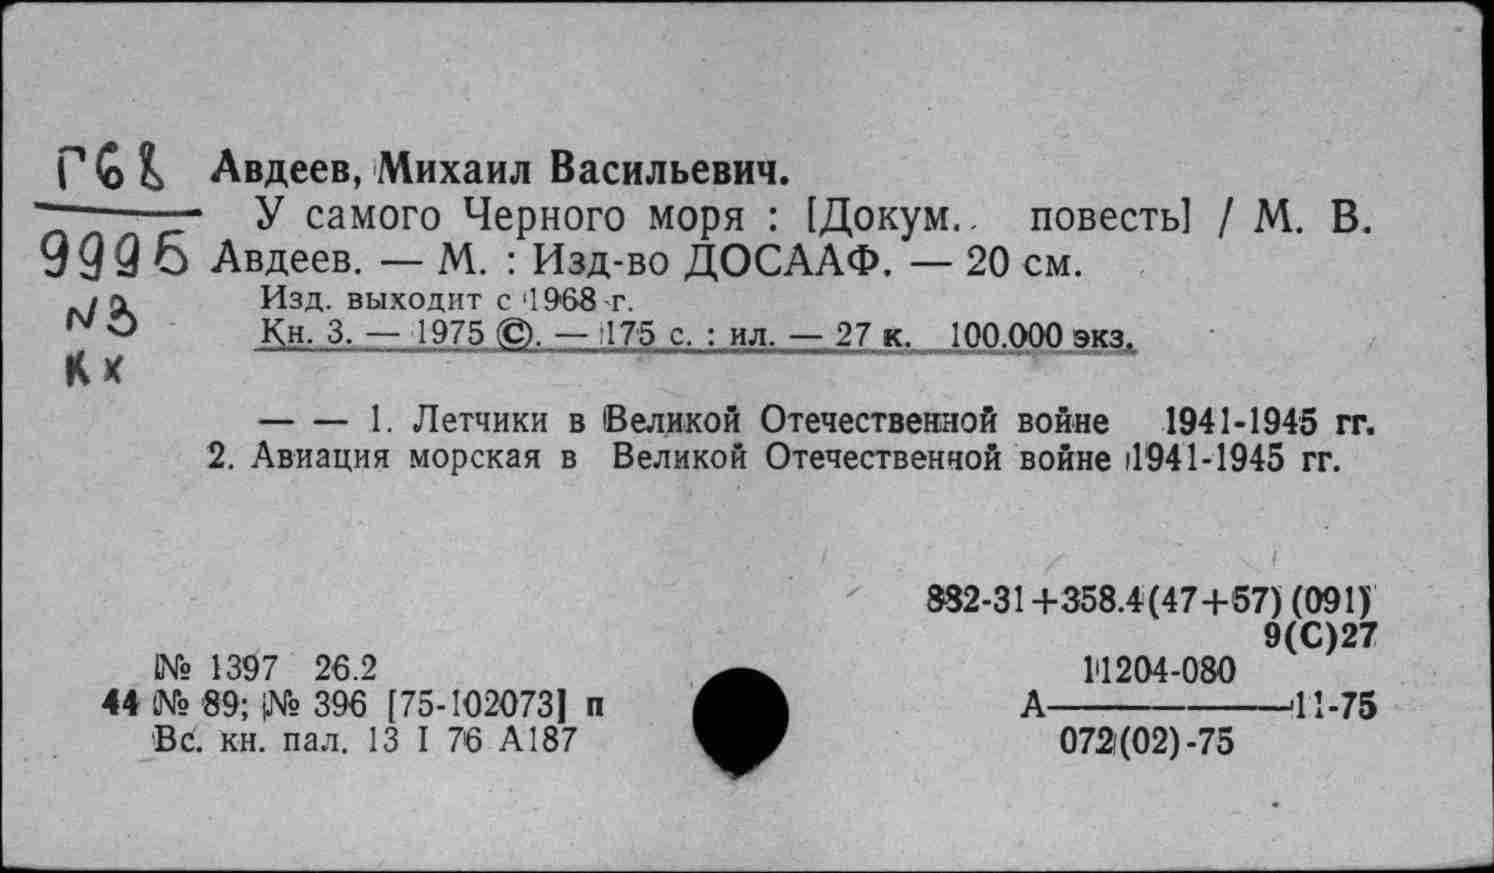 Авдеев, Михаил Васильевич.
У самого Черного моря : [Докум.. повесть] / М. В.
Авдеев. — М. : Изд-во ДОСААФ. — 20 см.
Изд. выходит с 1968 г.
Кн. 3. — 1975 ©. — 175 с. : ил. — 27 к. 100.000 экз.
— — 1. Летчики в Великой Отечественной войне 1941-1945 гг.
2. Авиация морская в Великой Отечественной войне 1941-1945 гг.
882-31+358.4(47+57)(091)
9(С)27
№ 1397 26.2
44 № 89; № 396 [75-102073] п
Вс. кн. пал. 13 I 76 А187
11204-080
А————11-75
072(02)-75
9996
№3
Кх